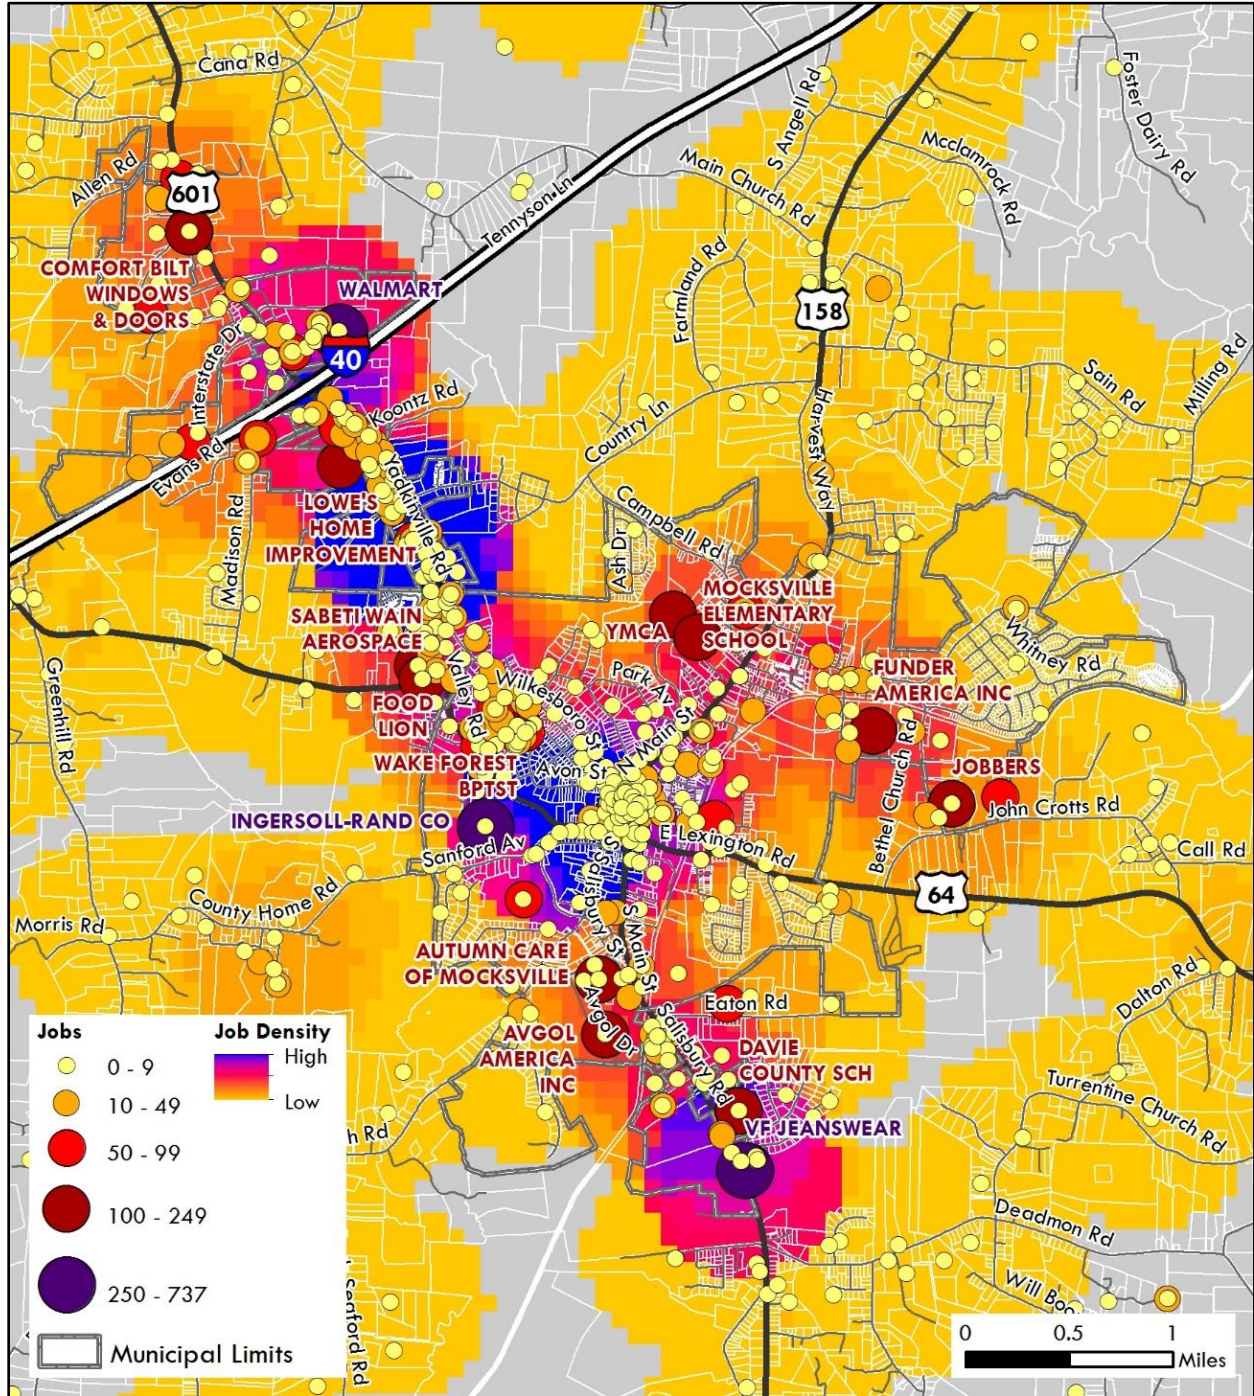 Cana Rd
Foster Dairy Rd
S Angell Rd
Mcclamrock Rd
Main Church Rd
Allen Rd
601
Tennyson Ln
Farmland Rd
COMFORT BILT
WINDOWS
& DOORS
WALMART
158
Interstate Dr
40
Sain Rd
Milling Rd
Koontz Rd
Country Ln
Harvest Way
Evans Rd
Yadkinville Rd
LOWE'S
HOME
IMPROVEMENT
Campbell Rd
Madison Rd
Ash Dr
MOCKSVILLE
ELEMENTARY
SCHOOL
YMCA
SABETI WAIN
AEROSPACE
Whitney Rd
FUNDER
AMERICA INC
Greenhill Rd
Valley Rd
Wilkesboro St
Park Av
FOOD
LION
N Main St
WAKE FOREST
BPTST
Avon St
Bethel Church Rd
JOBBERS
John Crotts Rd
INGERSOLL-RAND CO
E Lexington Rd
Sanford Av
Call Rd
64
County Home Rd
Salisbury St
S Main St
Morris Rd
AUTUMN CARE
OF MOCKSVILLE
Dalton Rd
Eaton Rd
Avgol Dr
Salisbury Rd
AVGOL
AMERICA
INC
DAVIE
COUNTY SCH
Turrentine Church Rd
VF JEANSWEAR
Deadmon Rd
Jobs
0 - 9
10 - 49
50 - 99
100 - 249
250 - 737
Municipal Limits
Job Density
High
Low
0 0.5 1
Miles